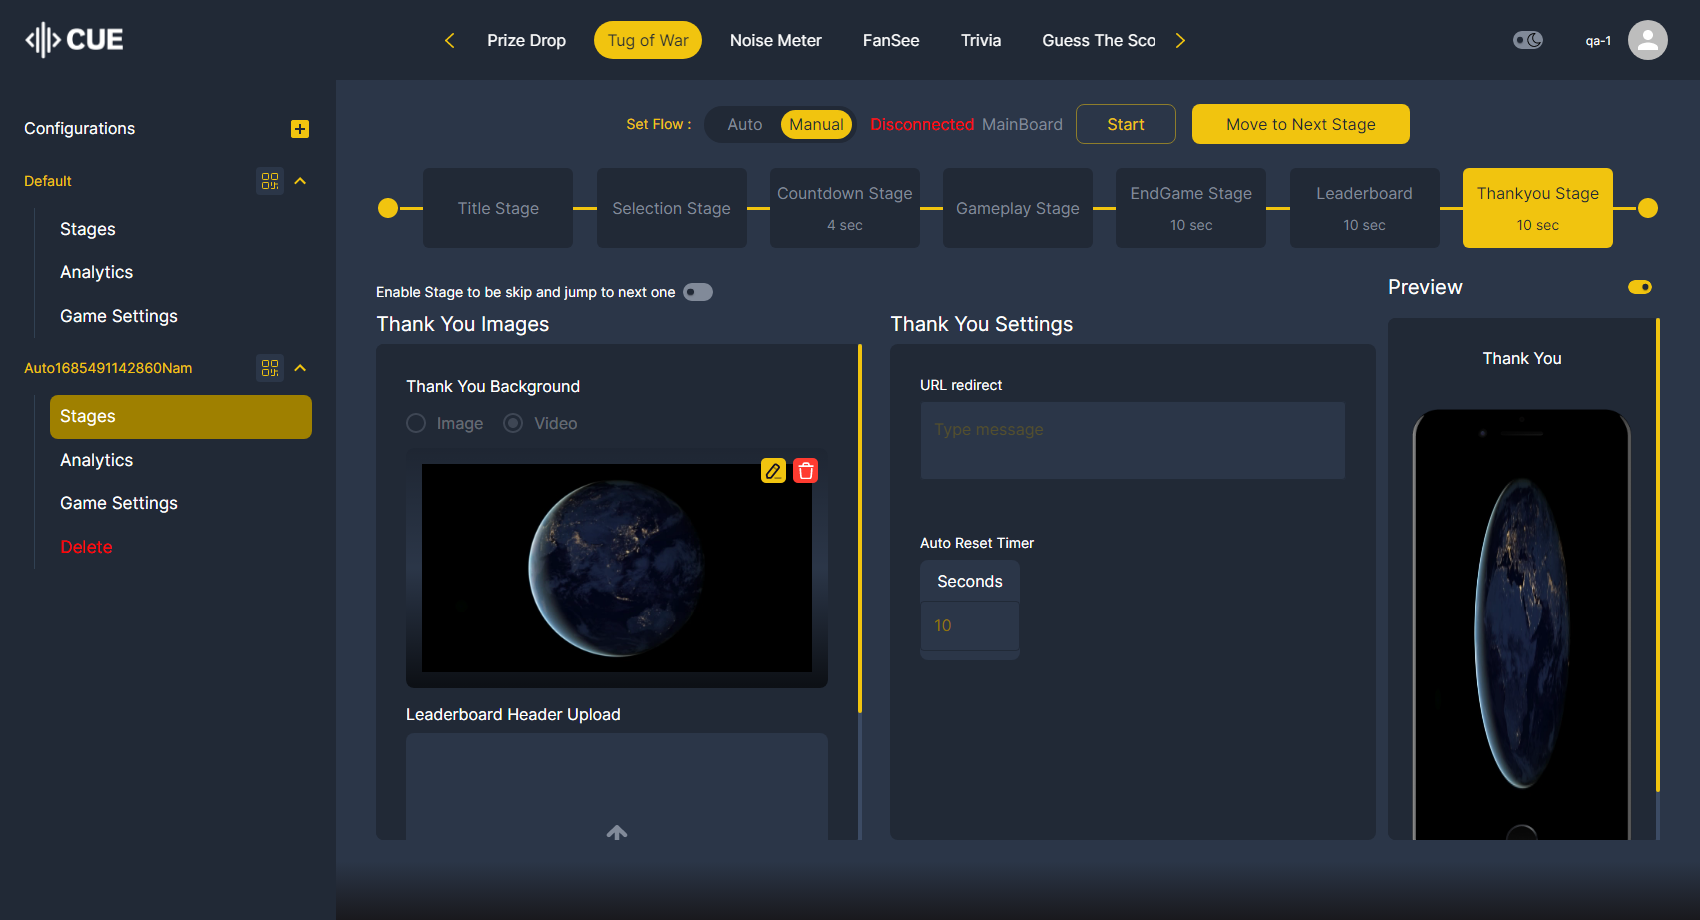 CUE
Prize Drop
Tug of War
Noise Meter
FanSee
Trivia
Guess The Sco
qa-1
Configurations
Default
Stages
Analytics
Game Settings
Auto1685491142860Nam
Stages
Analytics
Game Settings
Delete
Set Flow :
Auto
Manual
Disconnected MainBoard
Start
Move to Next Stage
Title Stage
Selection Stage
Countdown Stage
4 sec
Gameplay Stage
EndGame Stage
10 sec
Leaderboard
10 sec
Thankyou Stage
10 sec
Enable Stage to be skip and jump to next one
Thank You Images
Thank You Background
Image
Video
Leaderboard Header Upload
Thank You Settings
URL redirect
Type message
Auto Reset Timer
Seconds
10
Preview
Thank You